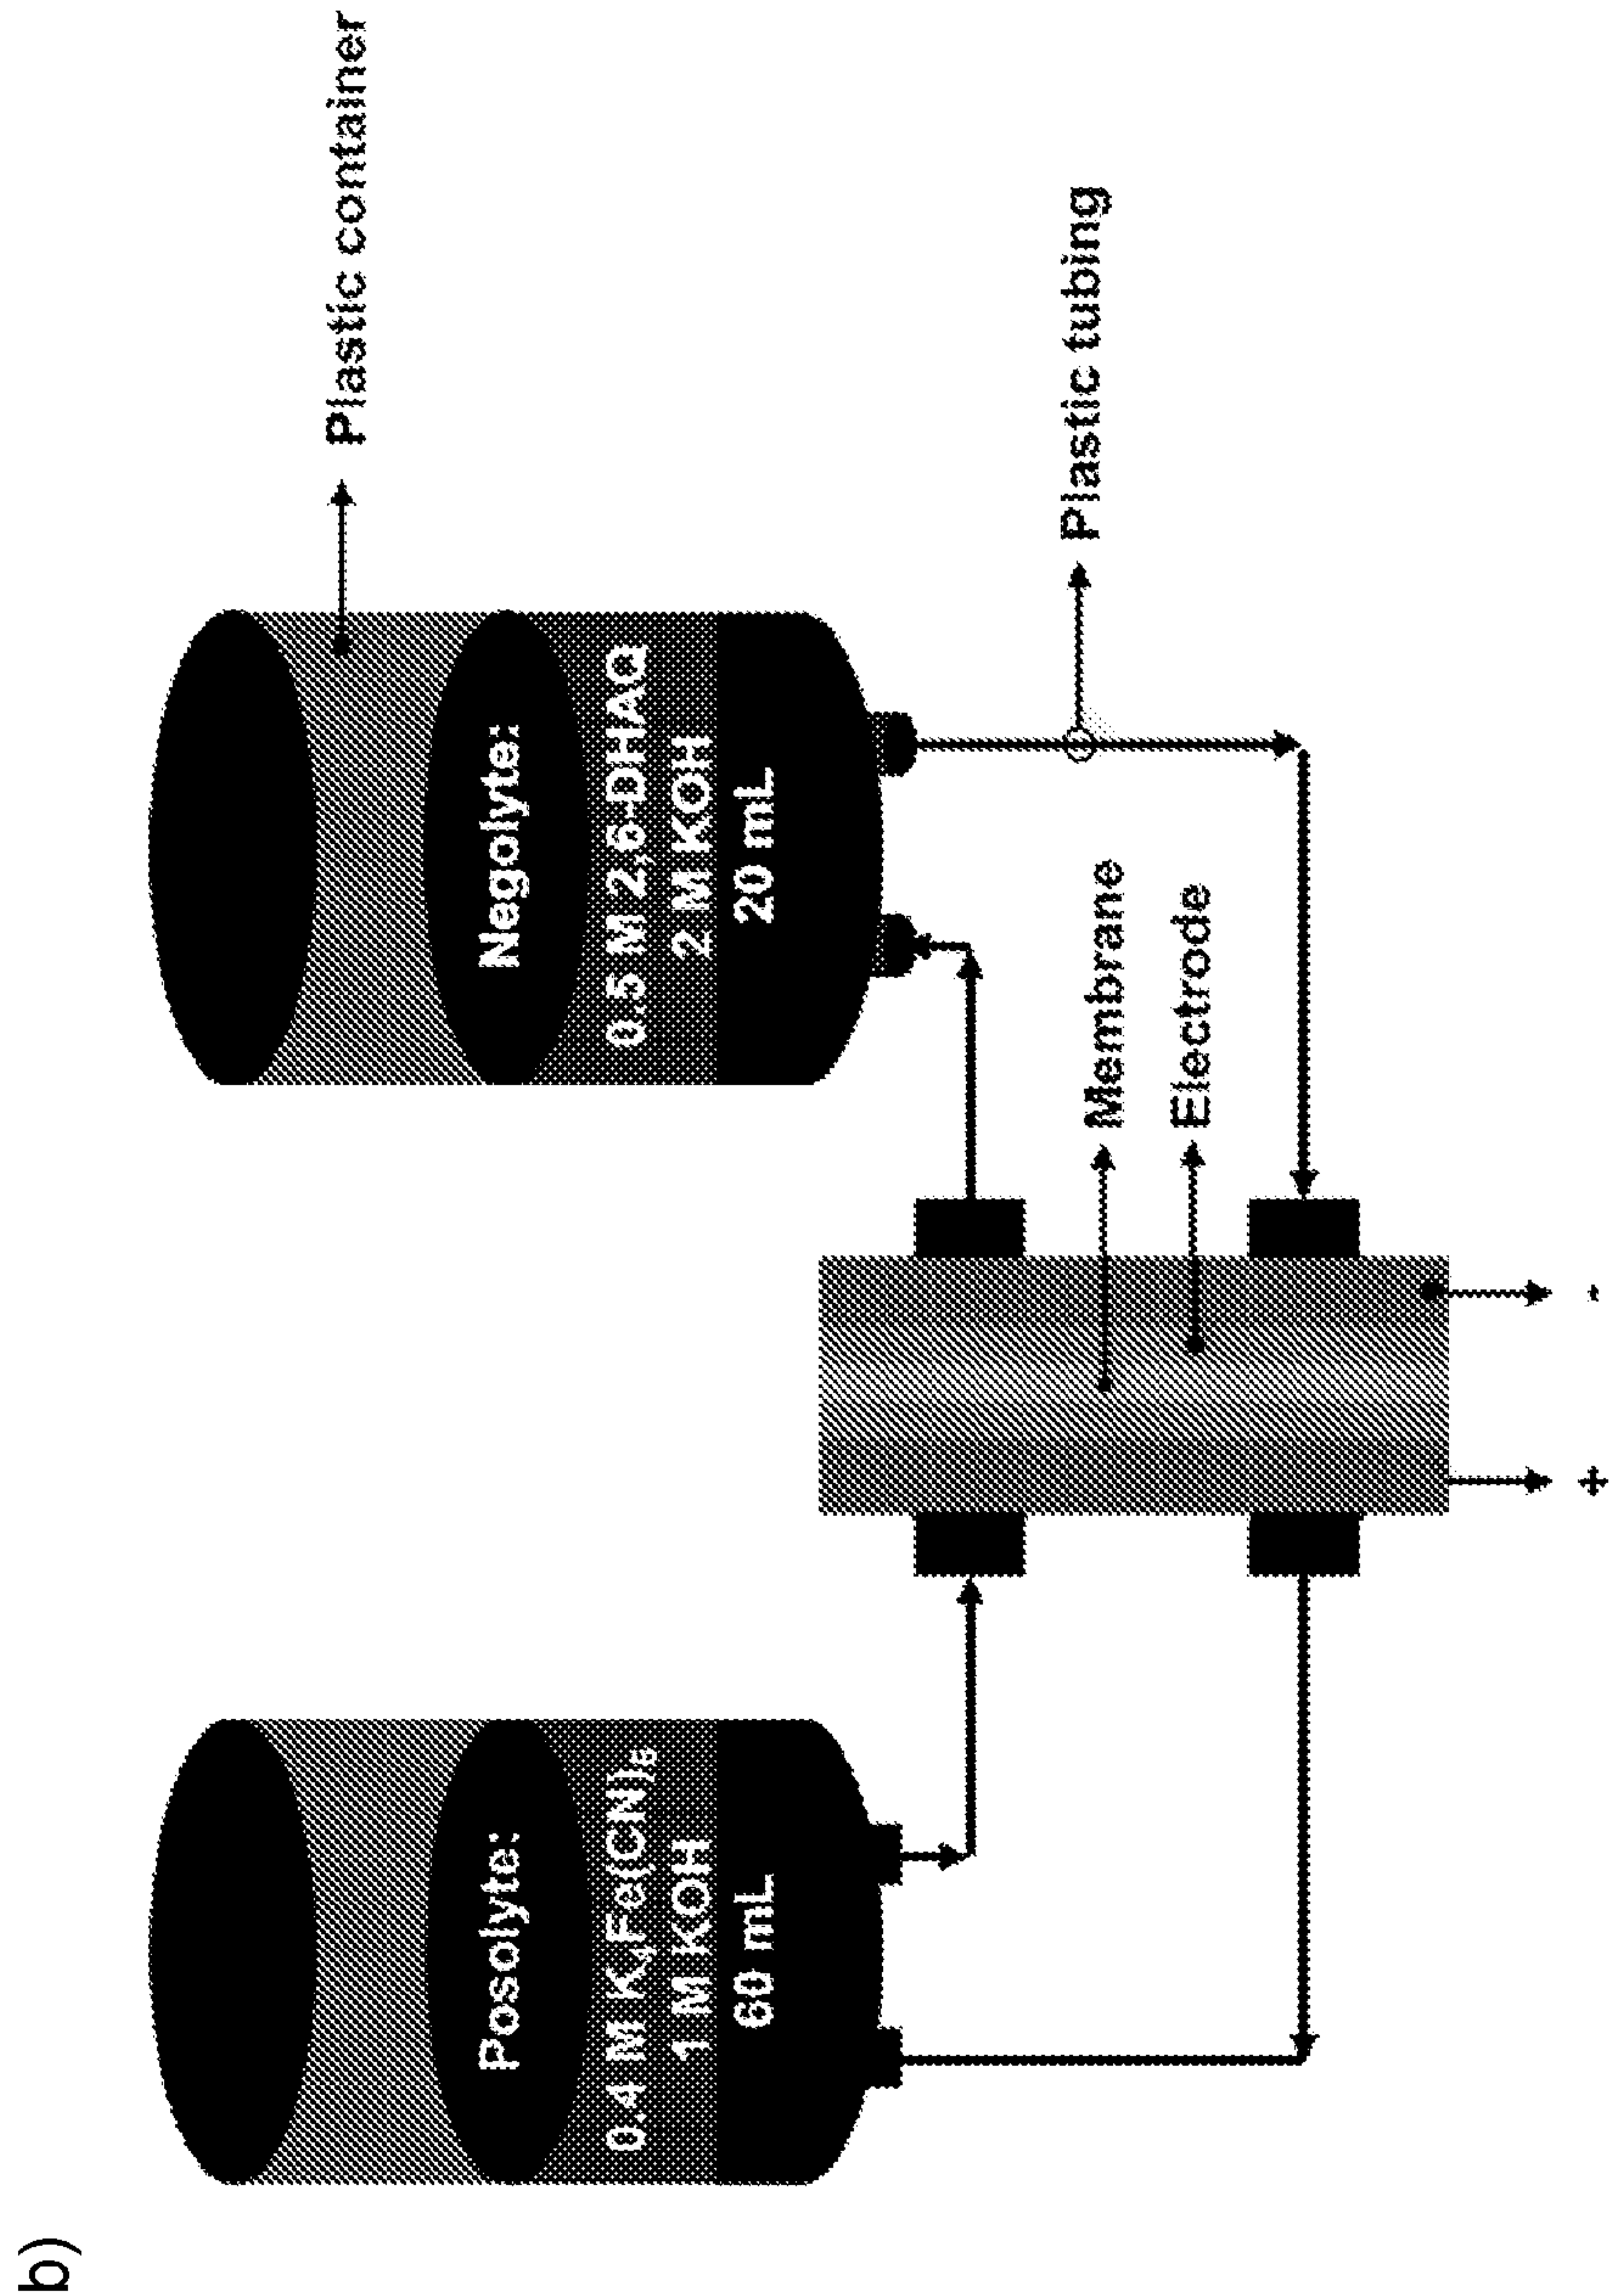 b)
Posolyte:
0.4 M K₄Fe(CN)₆
1 M KOH
60 mL
Negolyte:
0.5 M 2,6-DHAQ
2 M KOH
20 mL
Plastic container
Plastic tubing
Membrane
Electrode
+
-